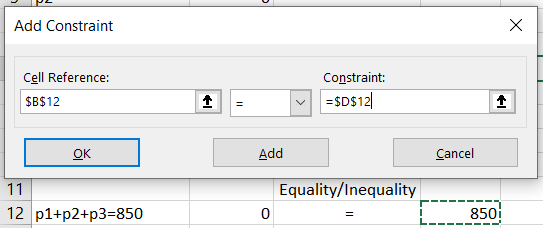 p2 0
Add Constraint
Cell Reference: Constraint:
$B$12 = =$D$12
OK Add Cancel
11 Equality/Inequality
12 p1+p2+p3=850 0 = 850